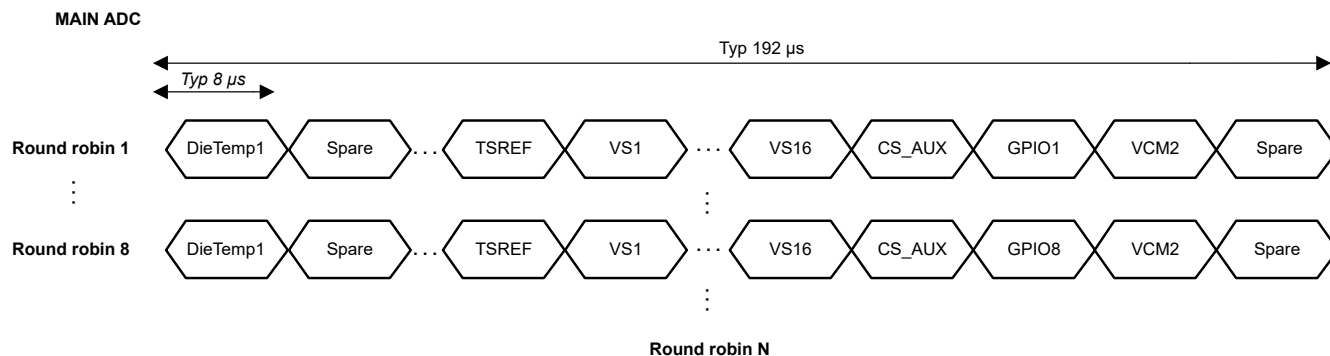 MAIN ADC
Typ 192 µs
Typ 8 µs
Round robin 1 DieTemp1 Spare ... TSREF VS1 ... VS16 CS_AUX GPIO1 VCM2 Spare
Round robin 8 DieTemp1 Spare ... TSREF VS1 ... VS16 CS_AUX GPIO8 VCM2 Spare
Round robin N